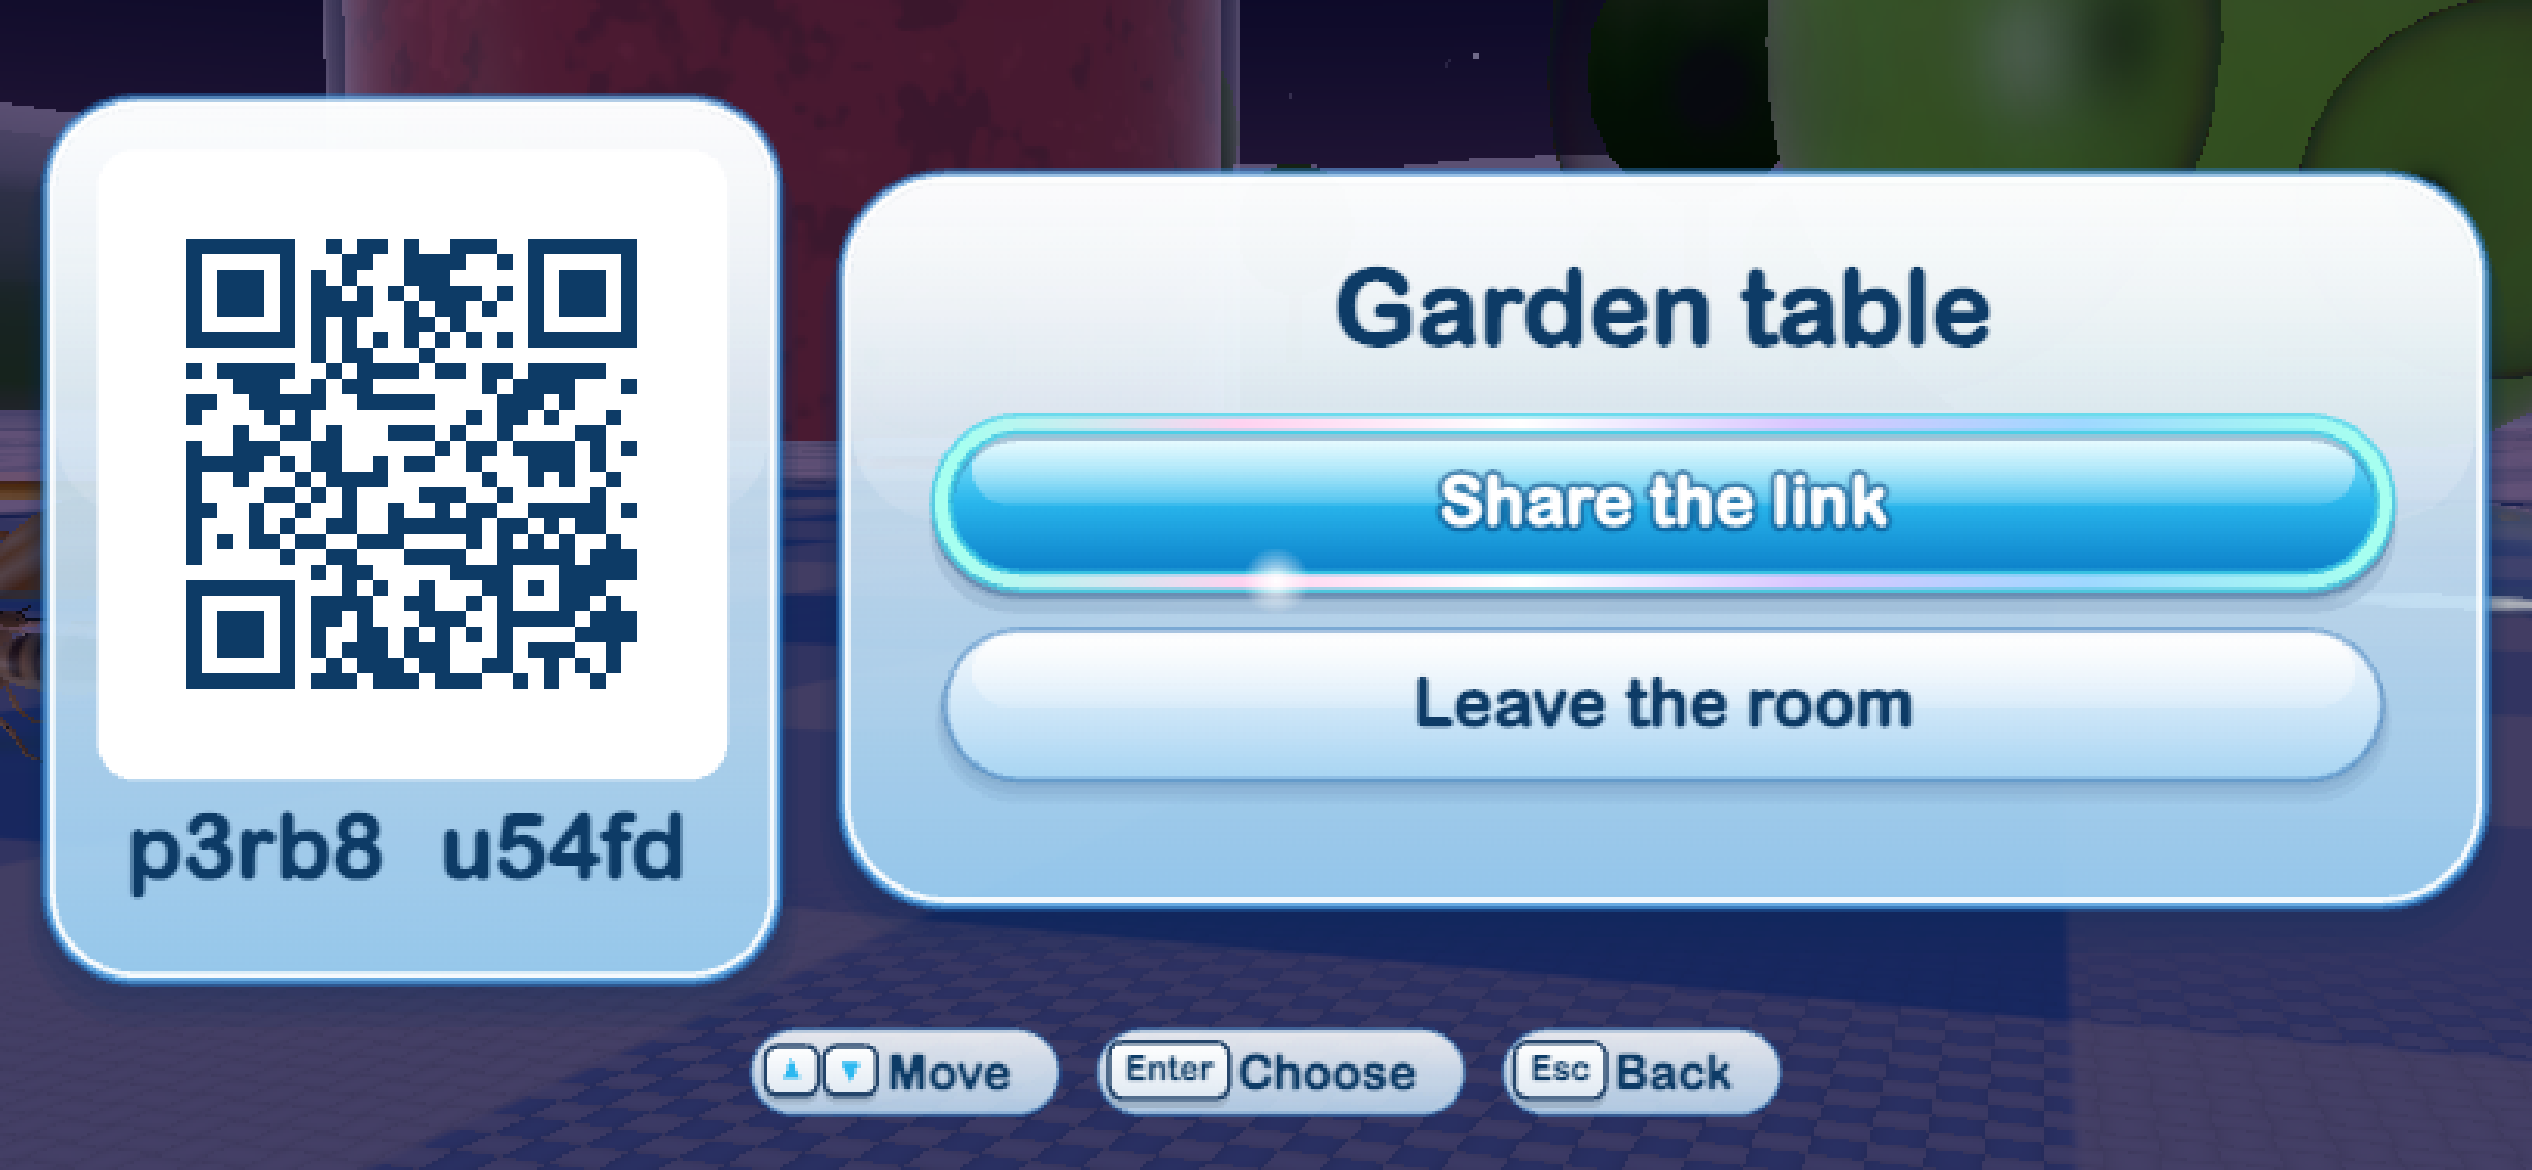 Garden table
Share the link
Leave the room
p3rb8 u54fd
Move
Enter Choose
Esc Back